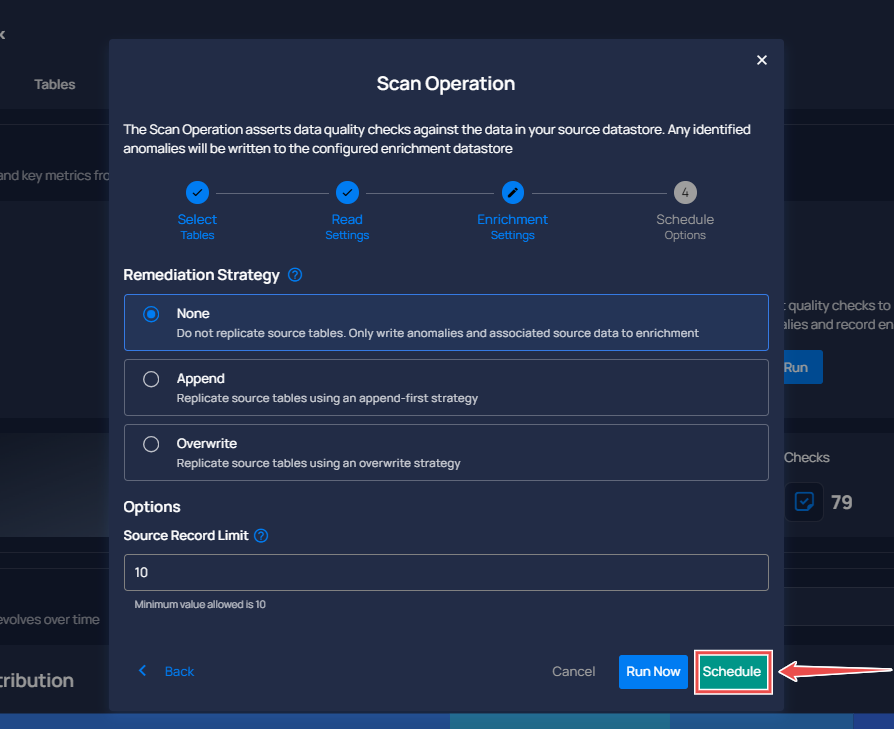 Tables
Scan Operation
The Scan Operation asserts data quality checks against the data in your source datastore. Any identified
anomalies will be written to the configured enrichment datastore
and key metrics
4
Select
Read
Enrichment
Schedule
Tables
Settings
Settings
Options
Remediation Strategy
None
Do not replicate source tables. Only write anomalies and associated source data to enrichment
quality checks to
and record
Append
Run
Replicate source tables using an append-first strategy
Overwrite
Replicate source tables using an overwrite strategy
Checks
79
Options
Source Record Limit
10
Minimum value allowed is 10
over time
Back
Cancel
Run Now
Schedule